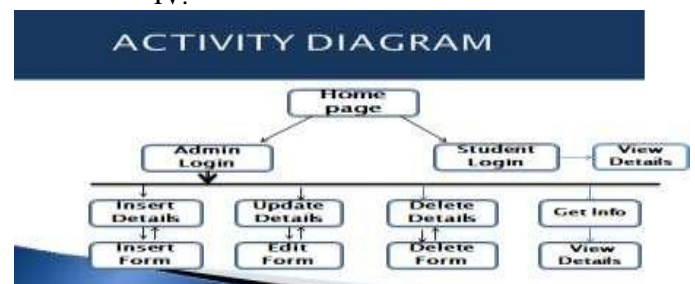 IV.
ACTIVITY DIAGRAM
Home
page
Admin
Login
Student
Login
View
Details
Insert
Details
Update
Details
Delete
Details
Get Info
Insert
Form
Edit
Form
Delete
Form
View
Details